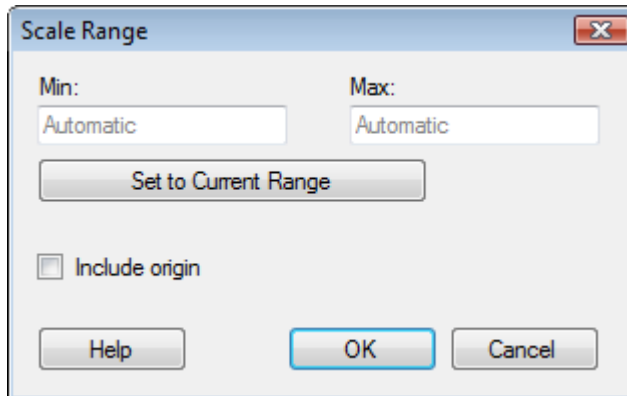 Scale Range
Min: Max:
Automatic Automatic
Set to Current Range
Include origin
Help OK Cancel